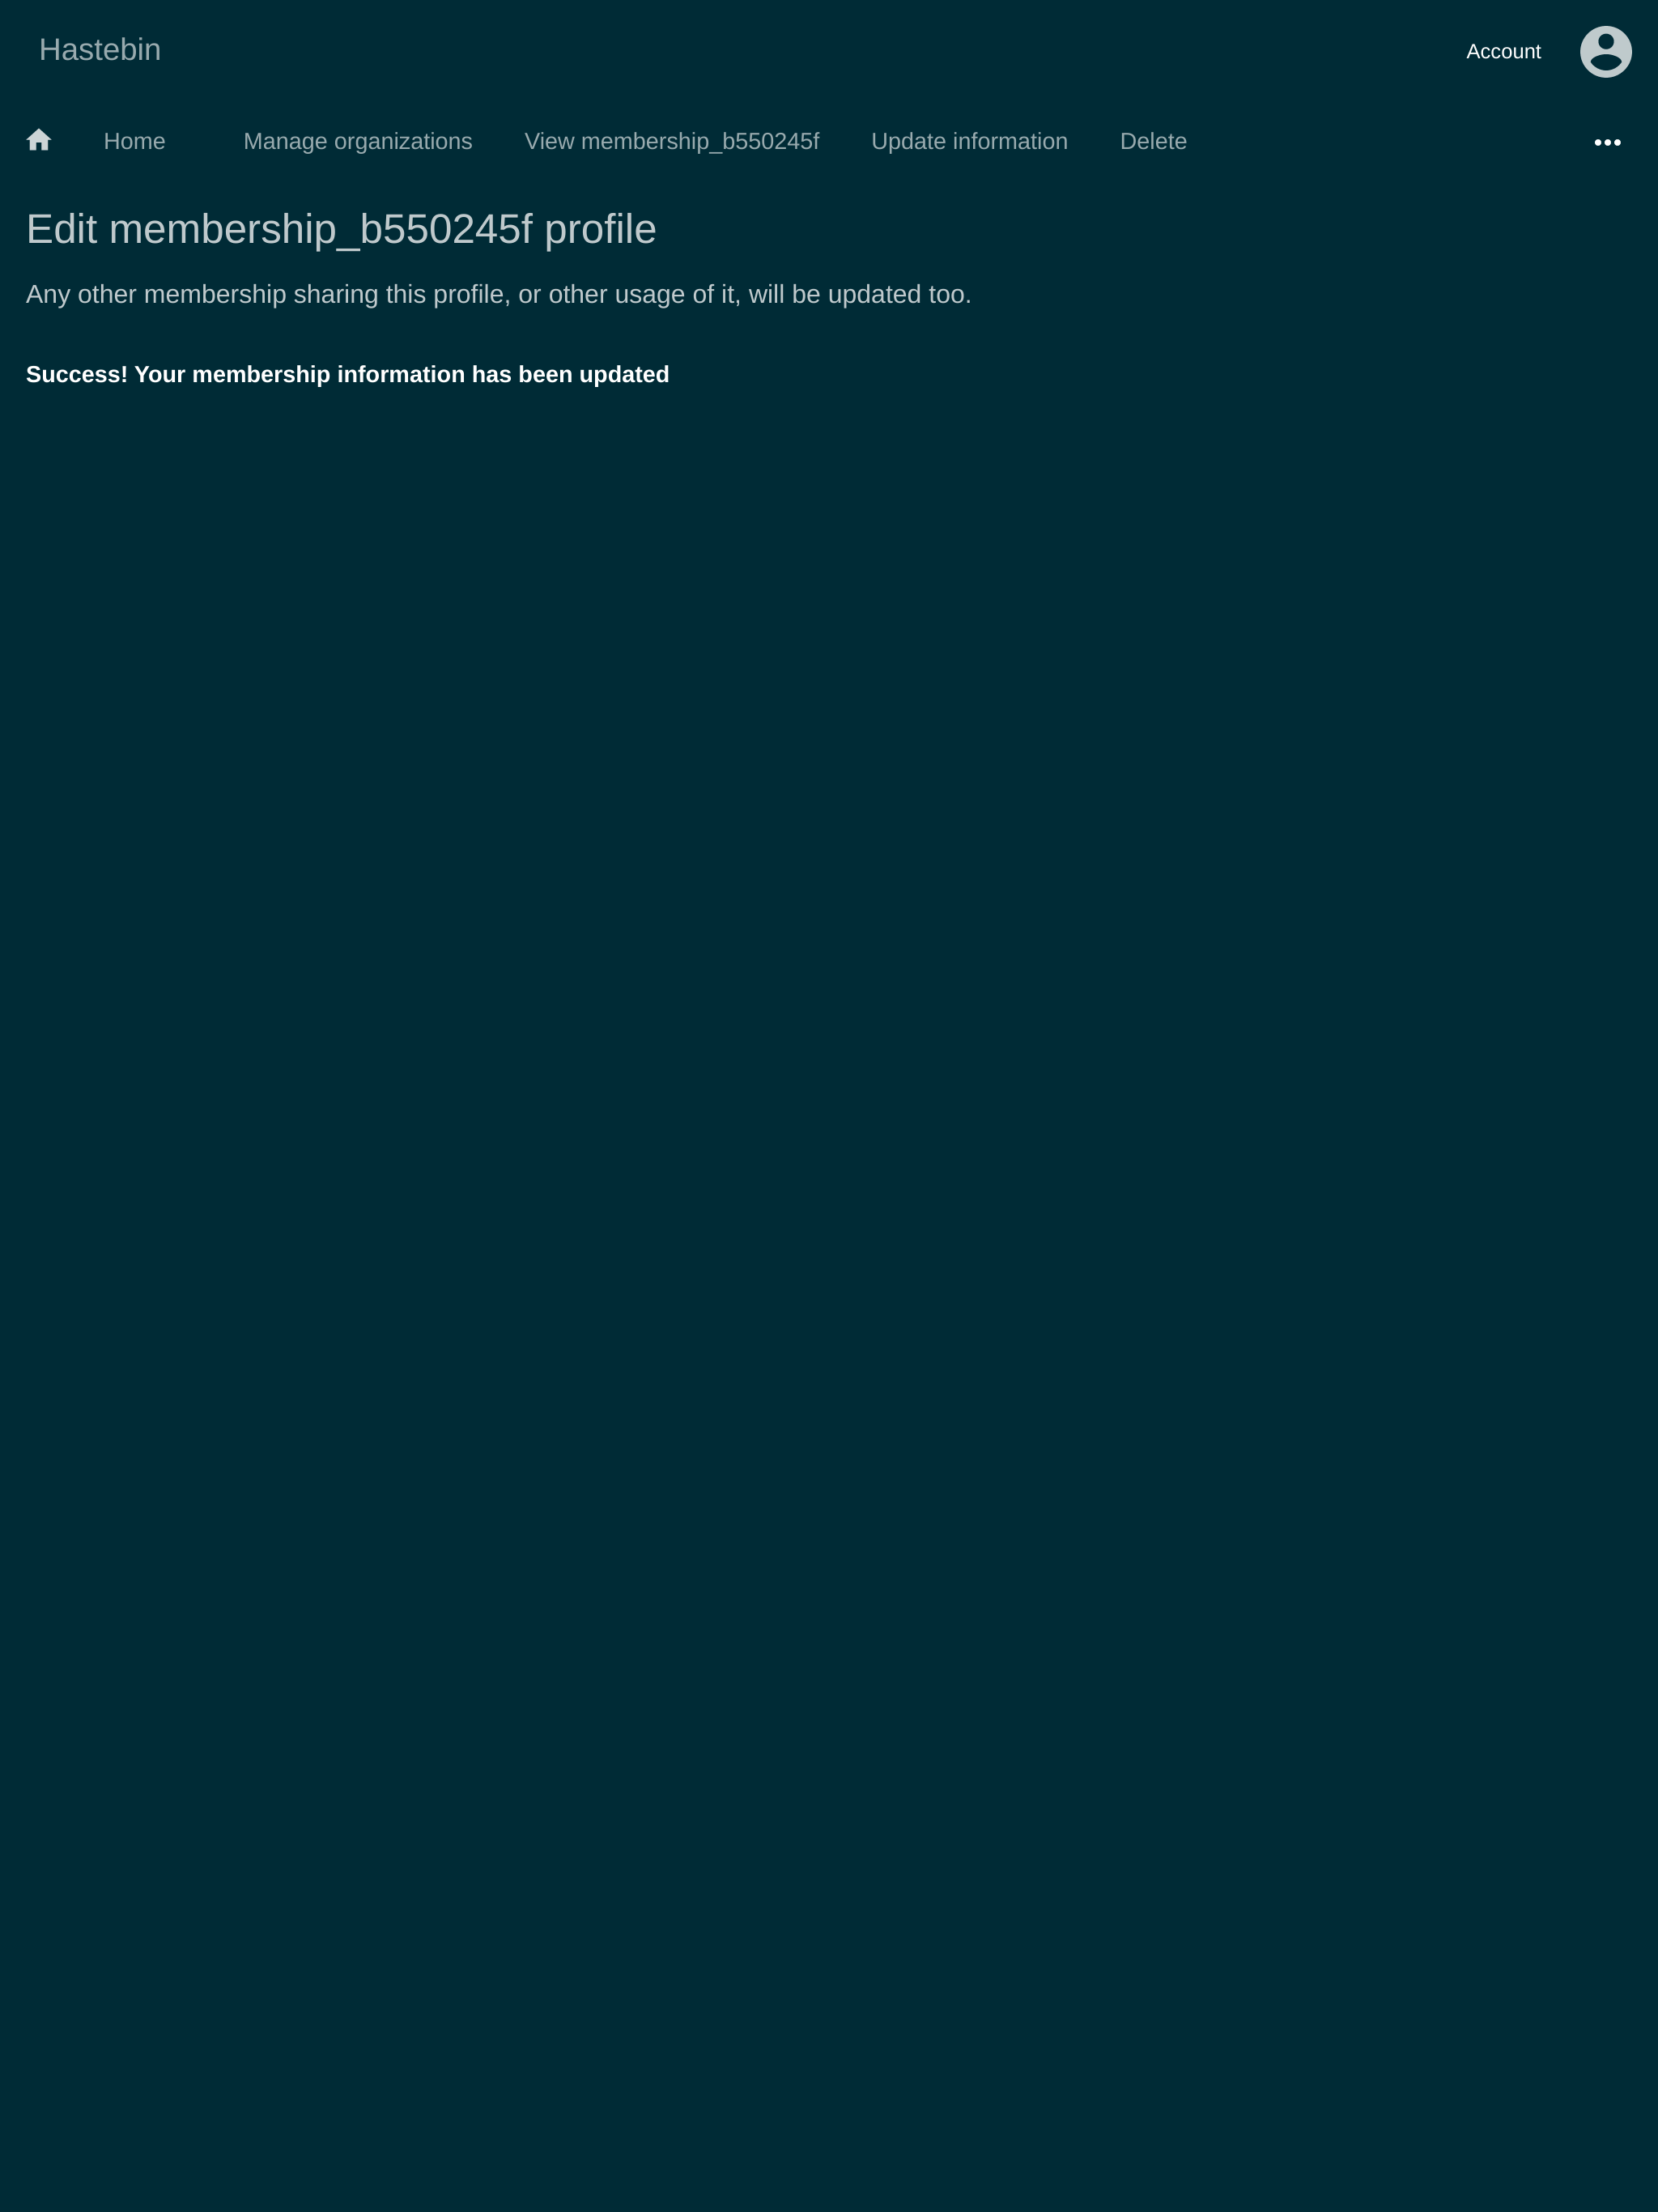 Hastebin
Account
Home
Manage organizations
View membership_b550245f
Update information
Delete
Edit membership_b550245f profile
Any other membership sharing this profile, or other usage of it, will be updated too.
Success! Your membership information has been updated